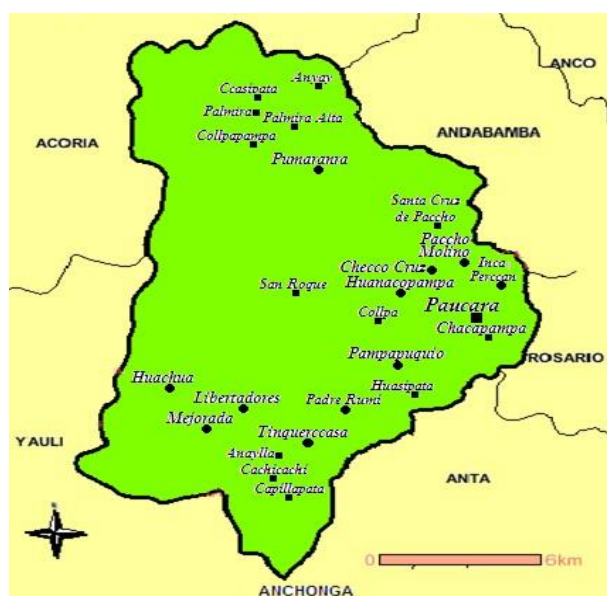 ANCO
Anyay
Ccasipata
Palmira
Palmira Alta
ANDABAMBA
ACORIA
Collpapampa
Pumaranra
Santa Cruz
de Paccho
Paccho
Molino
Inca
Perccan
Checco Cruz
Huanacopampa
San Roque
Paucara
Collpa
Chacapampa
ROSARIO
Pampapuquio
Huachua
Huasipata
Libertadores
Padre Rumi
Mejorada
Tinquerccasa
YAULI
Anaylla
Cachicachi
ANTA
Capillapata
0 6km
ANCHONGA